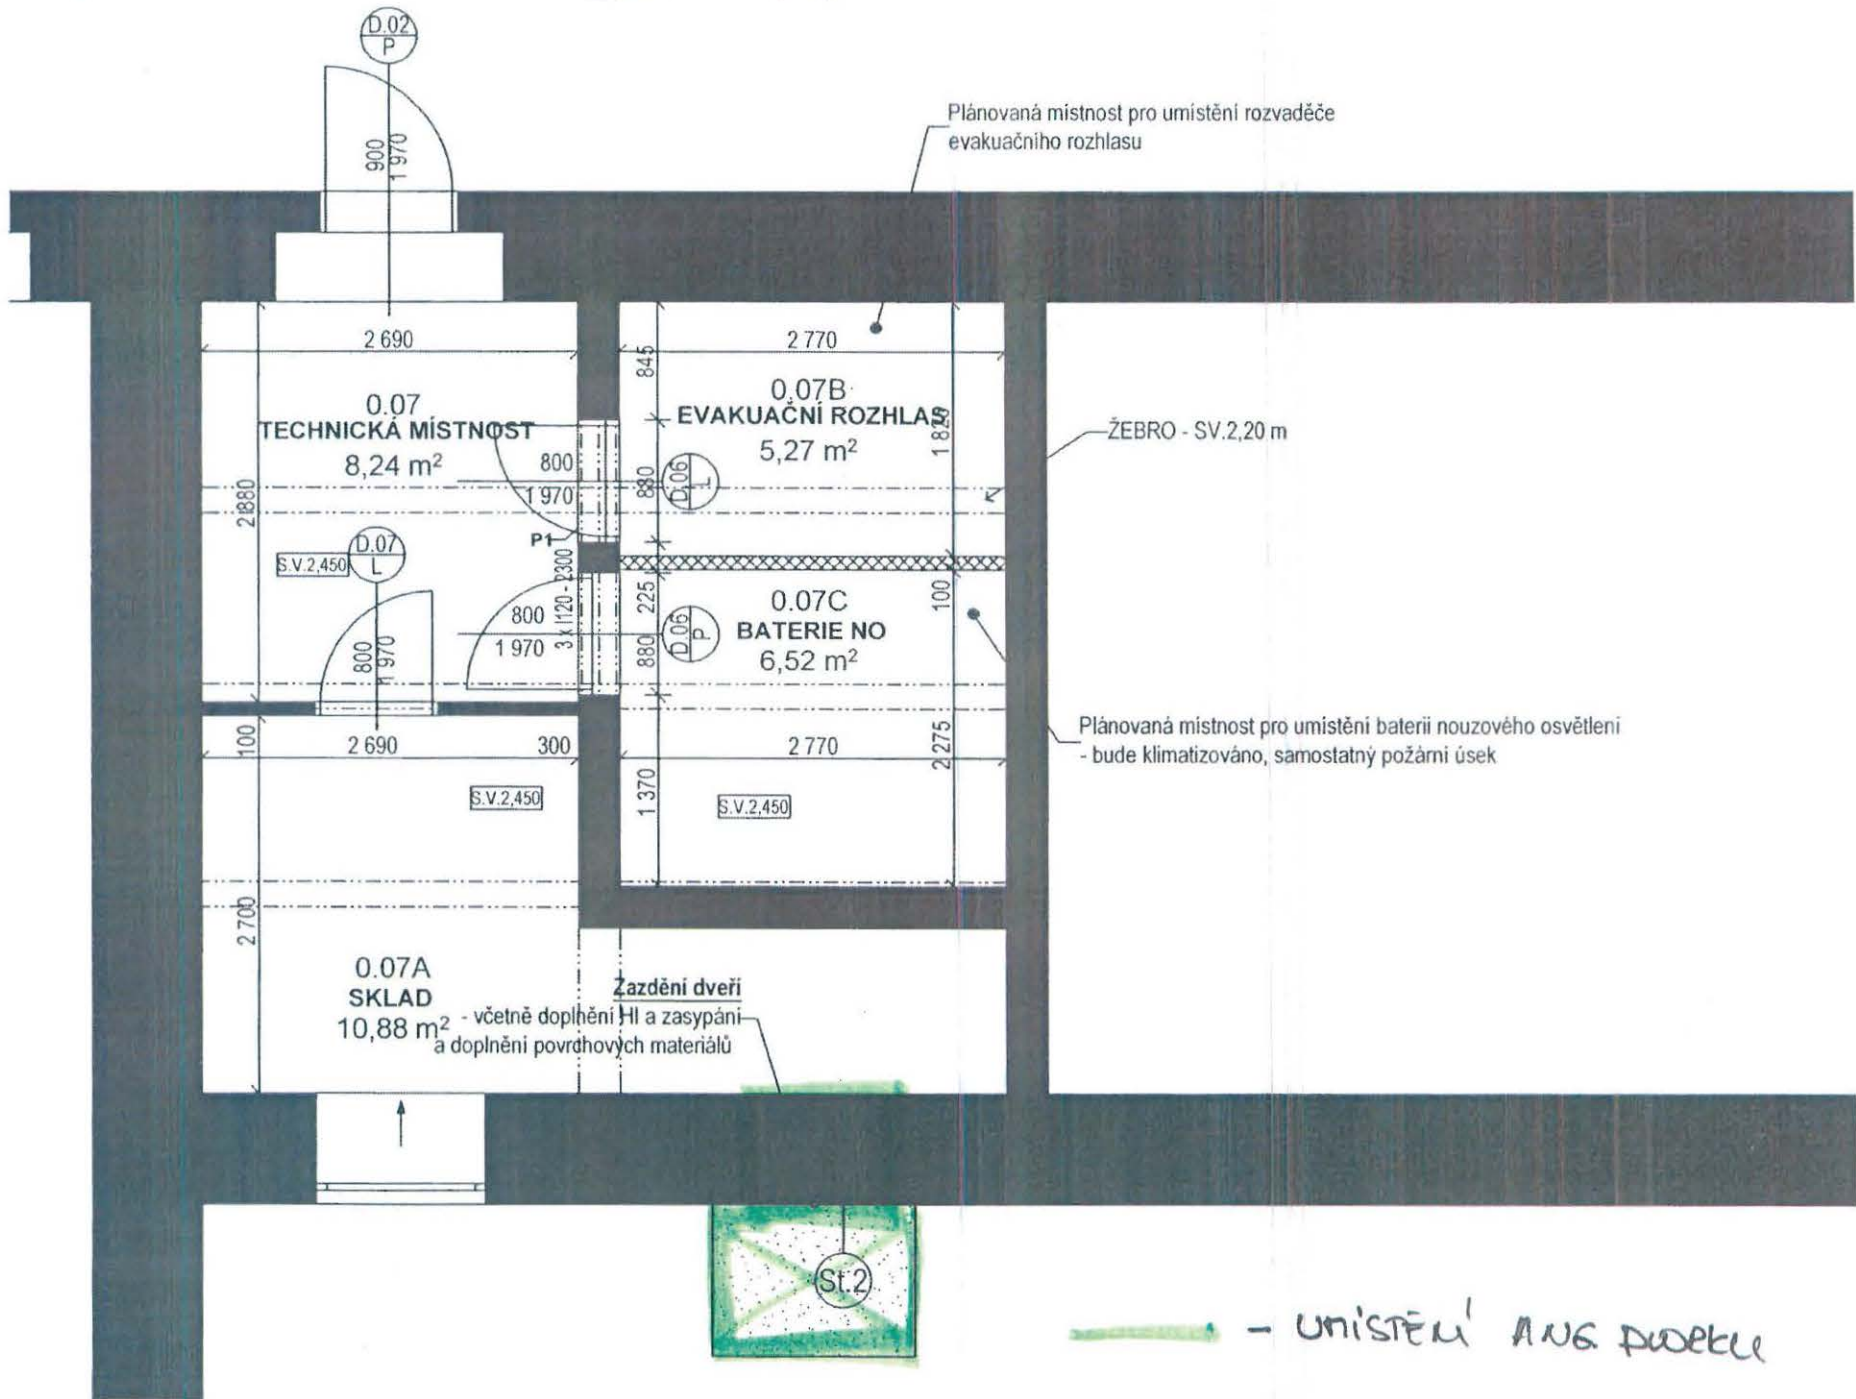 D.02
P
900
1 970
Plánovaná místnost pro umístění rozvaděče
evakuačního rozhlasu
2 690
2 770
845
0.07
TECHNICKÁ MÍSTNOST
8,24 m²
0.07B
EVAKUAČNÍ ROZHLAS
5,27 m²
1 820
ŽEBRO - SV.2,20 m
800
1 970
880
D.06
L
2 880
P1
D.07
L
S.V.2,450
3 x I120 - 2300
225
100
0.07C
BATERIE NO
6,52 m²
800
1 970
D.06
P
880
800
1 970
Plánovaná místnost pro umístění baterii nouzového osvětlení
- bude klimatizováno, samostatný požární úsek
100
2 690
300
2 770
2 275
S.V.2,450
1 370
S.V.2,450
2 700
0.07A
SKLAD
10,88 m²
Zazdění dveří
- včetně doplnění HI a zasypání
a doplnění povrchových materiálů
St.2
- UMÍSTĚNÍ ANG. DVORKU